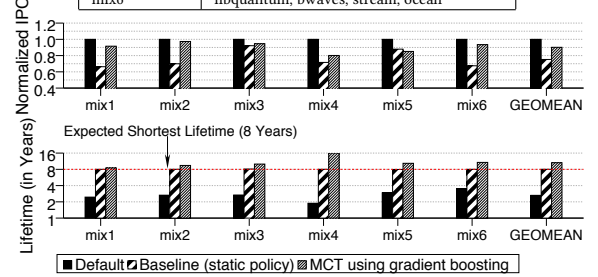 mix6 libquantum, bwaves, stream, ocean
Normalized IPC
1.2
1.0
0.8
0.6
0.4
mix1 mix2 mix3 mix4 mix5 mix6 GEOMEAN
Expected Shortest Lifetime (8 Years)
Lifetime (in Years)
16
8
4
2
1
mix1 mix2 mix3 mix4 mix5 mix6 GEOMEAN
Default Baseline (static policy) MCT using gradient boosting